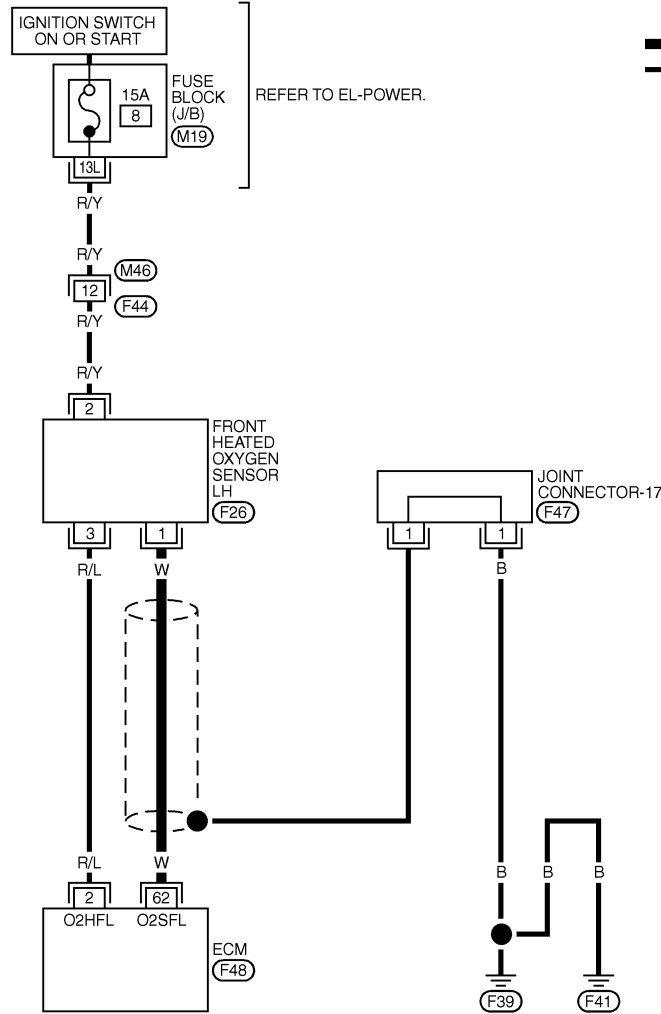 IGNITION SWITCH
ON OR START
FUSE
BLOCK
(J/B)
M19
15A
8
REFER TO EL-POWER.
13L
R/Y
R/Y
M46
12
F44
R/Y
R/Y
2
FRONT
HEATED
OXYGEN
SENSOR
LH
F26
3
1
JOINT
CONNECTOR-17
F47
1
1
R/L
W
B
R/L
W
B
B
B
2
62
O2HFL
O2SFL
ECM
F48
F39
F41